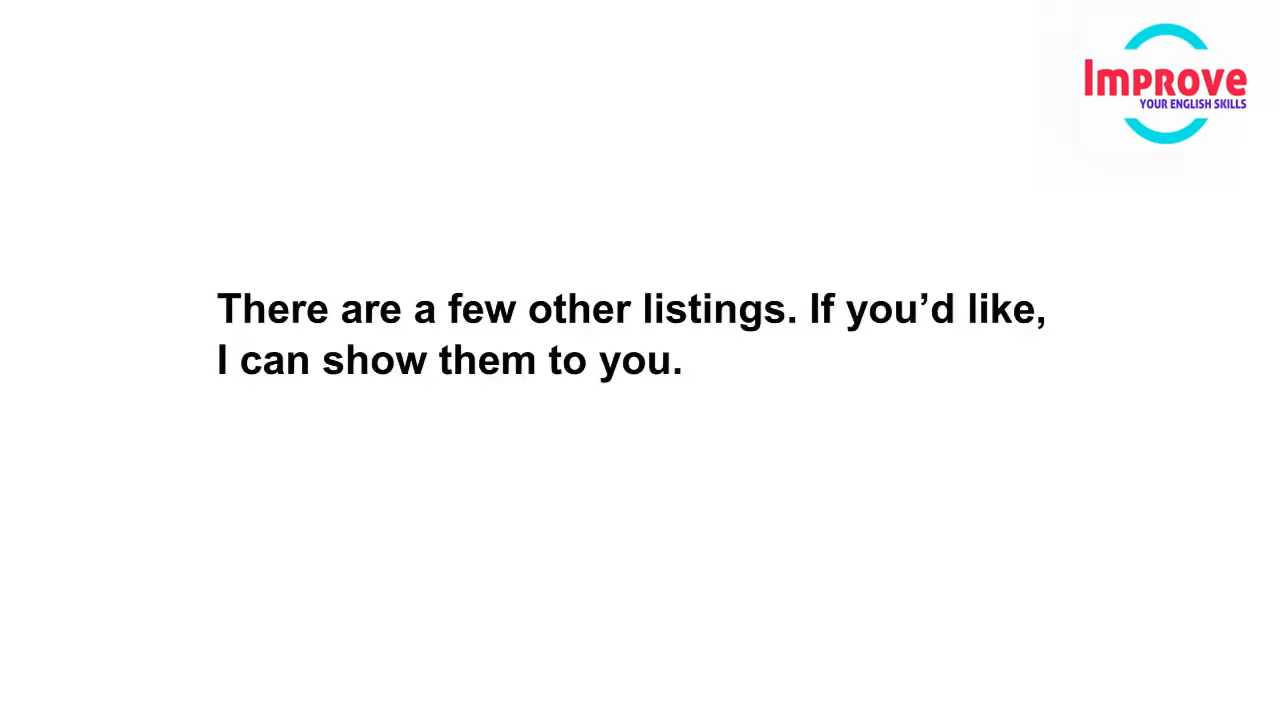 Improve
YOUR ENGLISH SKILLS
There are a few other listings. If you’d like,
I can show them to you.